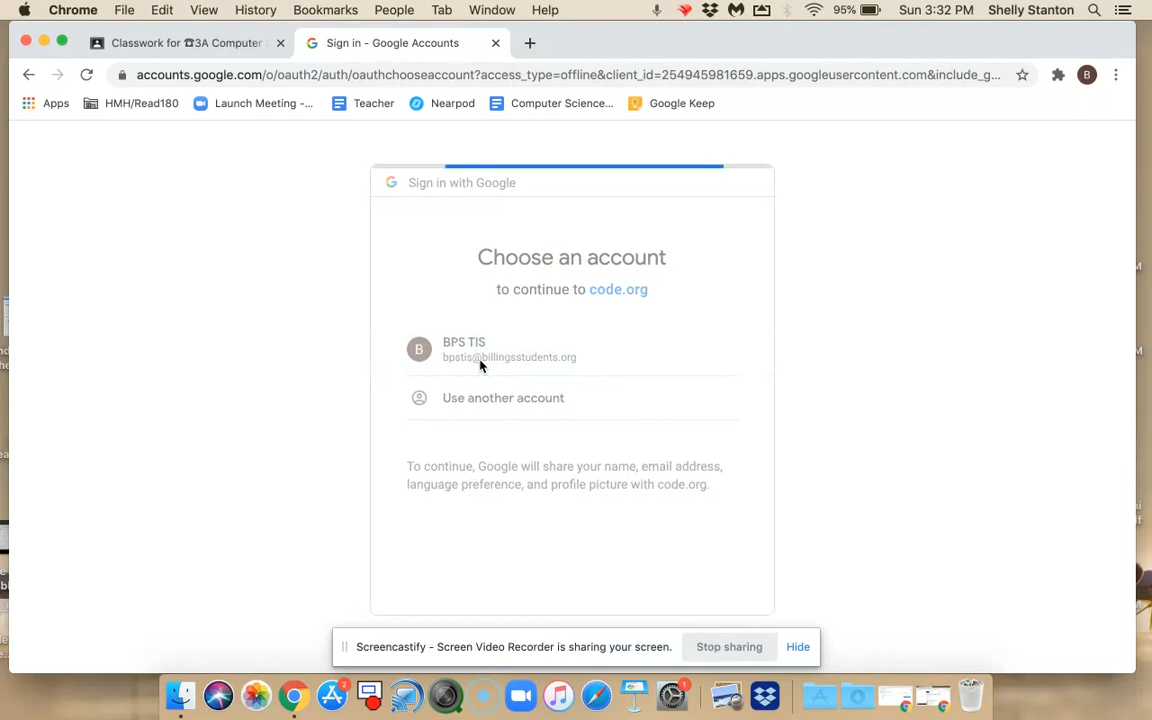 Chrome File Edit View History Bookmarks People Tab Window Help 95% Sun 3:32 PM Shelly Stanton
Classwork for ☎3A Computer
Sign in - Google Accounts
accounts.google.com/o/oauth2/auth/oauthchooseaccount?access_type=offline&client_id=254945981659.apps.googleusercontent.com&include_g...
B
Apps HMH/Read180 Launch Meeting -... Teacher Nearpod Computer Science... Google Keep
Sign in with Google
Choose an account
to continue to code.org
B
BPS TIS
bpstis@billingsstudents.org
Use another account
To continue, Google will share your name, email address,
language preference, and profile picture with code.org.
Screencastify - Screen Video Recorder is sharing your screen. Stop sharing Hide
2
1